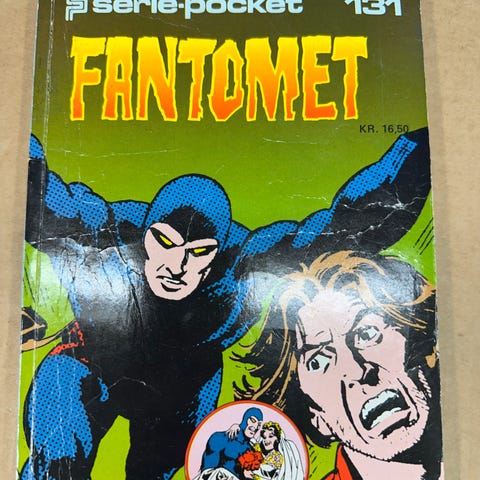 serie-pocket 131
FANTOMET
KR. 16,50